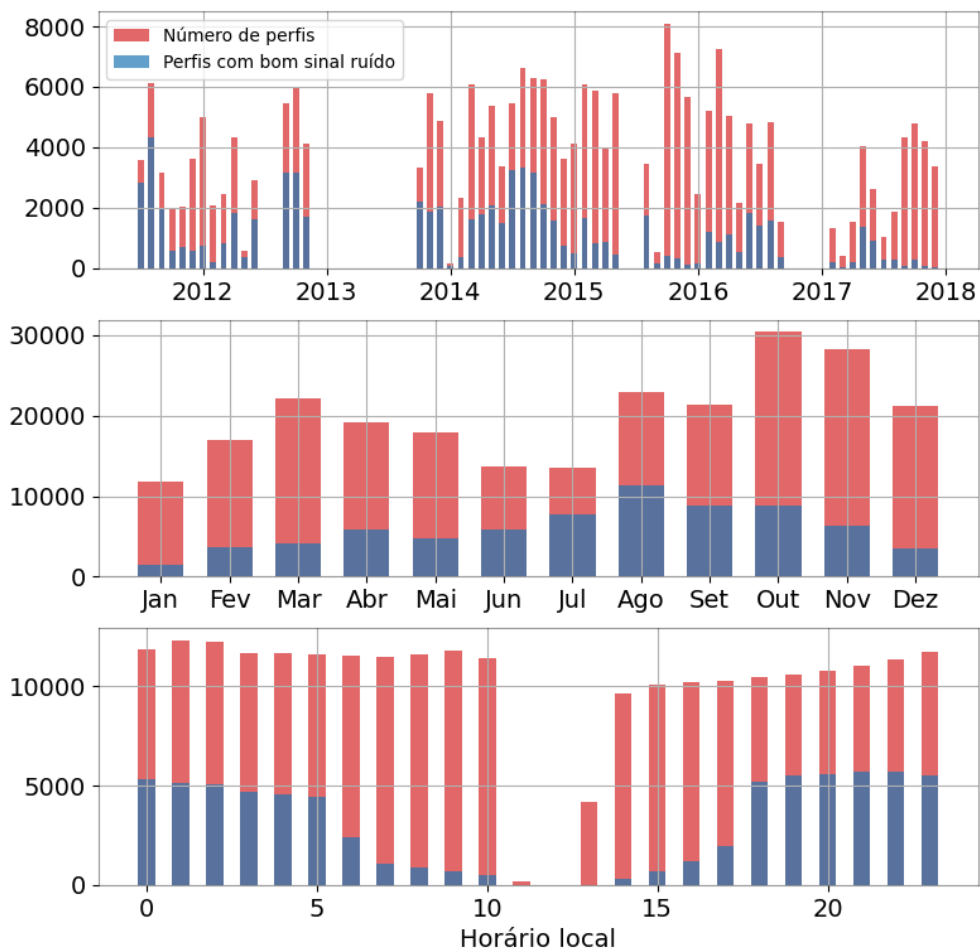 8000
6000
4000
2000
0
Número de perfis
Perfis com bom sinal ruído
2012 2013 2014 2015 2016 2017 2018
30000
20000
10000
0
Jan Fev Mar Abr Mai Jun Jul Ago Set Out Nov Dez
10000
5000
0
0 5 10 15 20
Horário local